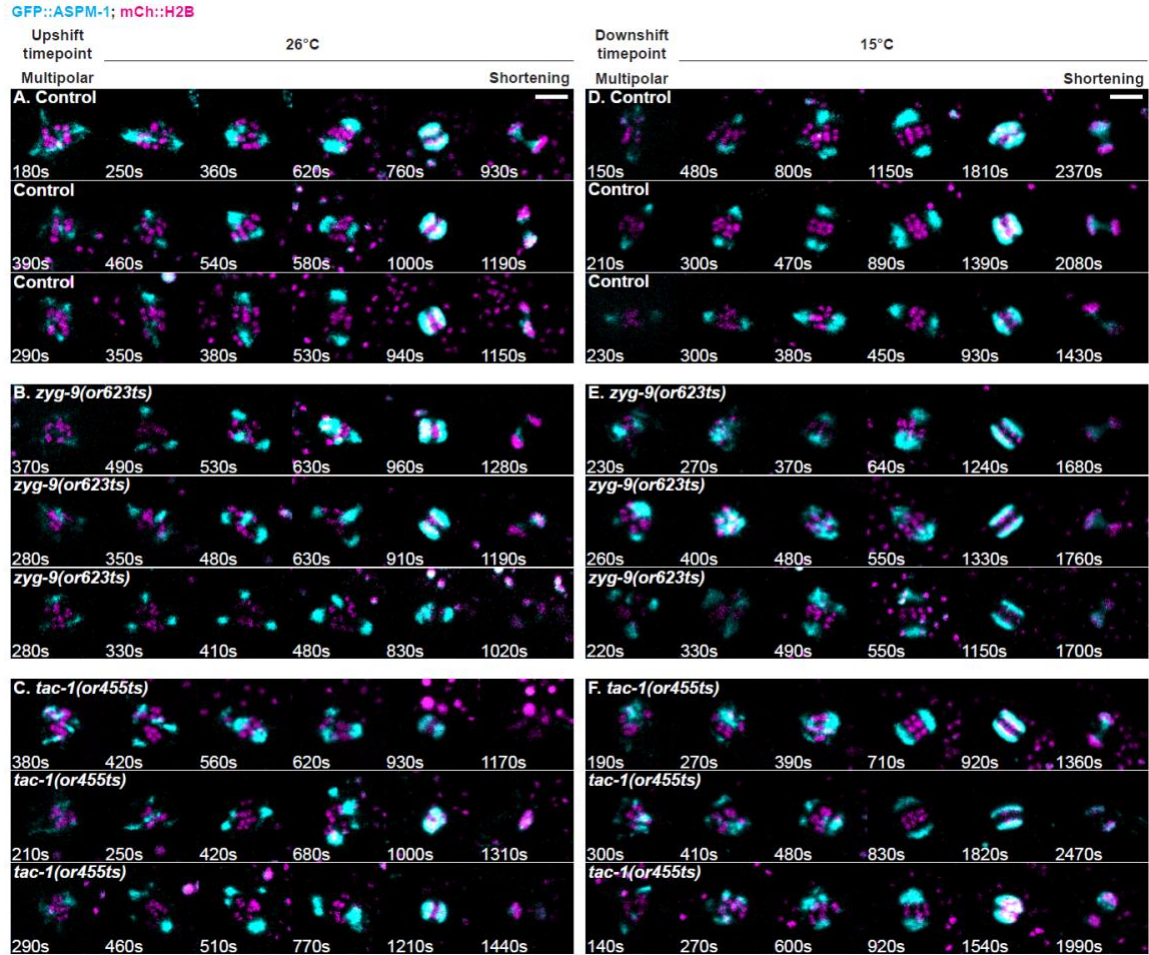 GFP::ASPM-1; mCh::H2B
Upshift
timepoint
26°C
Multipolar
Shortening
A. Control
180s 250s 360s 620s 760s 930s
Control
390s 460s 540s 580s 1000s 1190s
Control
290s 350s 380s 530s 940s 1150s
B. zyg-9(or623ts)
370s 490s 530s 630s 960s 1280s
zyg-9(or623ts)
280s 350s 480s 630s 910s 1190s
zyg-9(or623ts)
280s 330s 410s 480s 830s 1020s
C. tac-1(or455ts)
380s 420s 560s 620s 930s 1170s
tac-1(or455ts)
210s 250s 420s 680s 1000s 1310s
tac-1(or455ts)
290s 460s 510s 770s 1210s 1440s
Downshift
timepoint
15°C
Multipolar
Shortening
D. Control
150s 480s 800s 1150s 1810s 2370s
Control
210s 300s 470s 890s 1390s 2080s
Control
230s 300s 380s 450s 930s 1430s
E. zyg-9(or623ts)
230s 270s 370s 640s 1240s 1680s
zyg-9(or623ts)
260s 400s 480s 550s 1330s 1760s
zyg-9(or623ts)
220s 330s 490s 550s 1150s 1700s
F. tac-1(or455ts)
190s 270s 390s 710s 920s 1360s
tac-1(or455ts)
300s 410s 480s 830s 1820s 2470s
tac-1(or455ts)
140s 270s 600s 920s 1540s 1990s